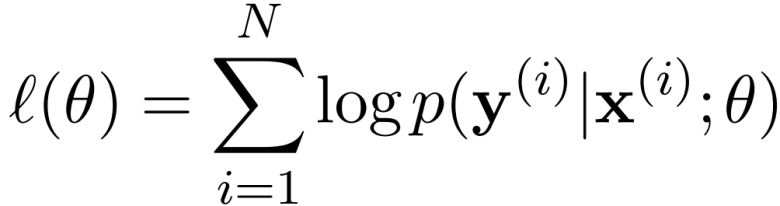 ℓ(θ) = ∑_{i=1}^{N} log p(𝐲^{(i)}|𝐱^{(i)}; θ)